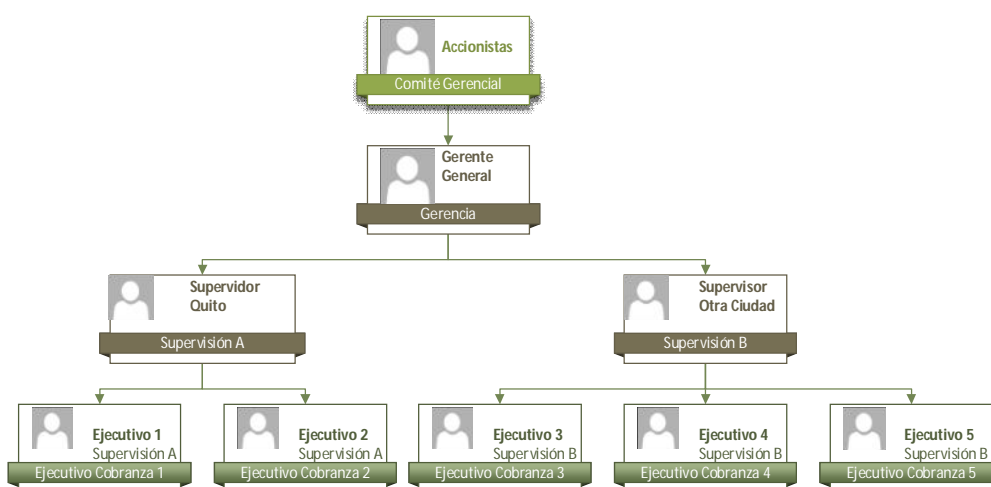 Accionistas
Comité Gerencial
Gerente
General
Gerencia
Supervidor
Quito
Supervisión A
Supervisor
Otra Ciudad
Supervisión B
Ejecutivo 1
Supervisión A
Ejecutivo Cobranza 1
Ejecutivo 2
Supervisión A
Ejecutivo Cobranza 2
Ejecutivo 3
Supervisión B
Ejecutivo Cobranza 3
Ejecutivo 4
Supervisión B
Ejecutivo Cobranza 4
Ejecutivo 5
Supervisión B
Ejecutivo Cobranza 5